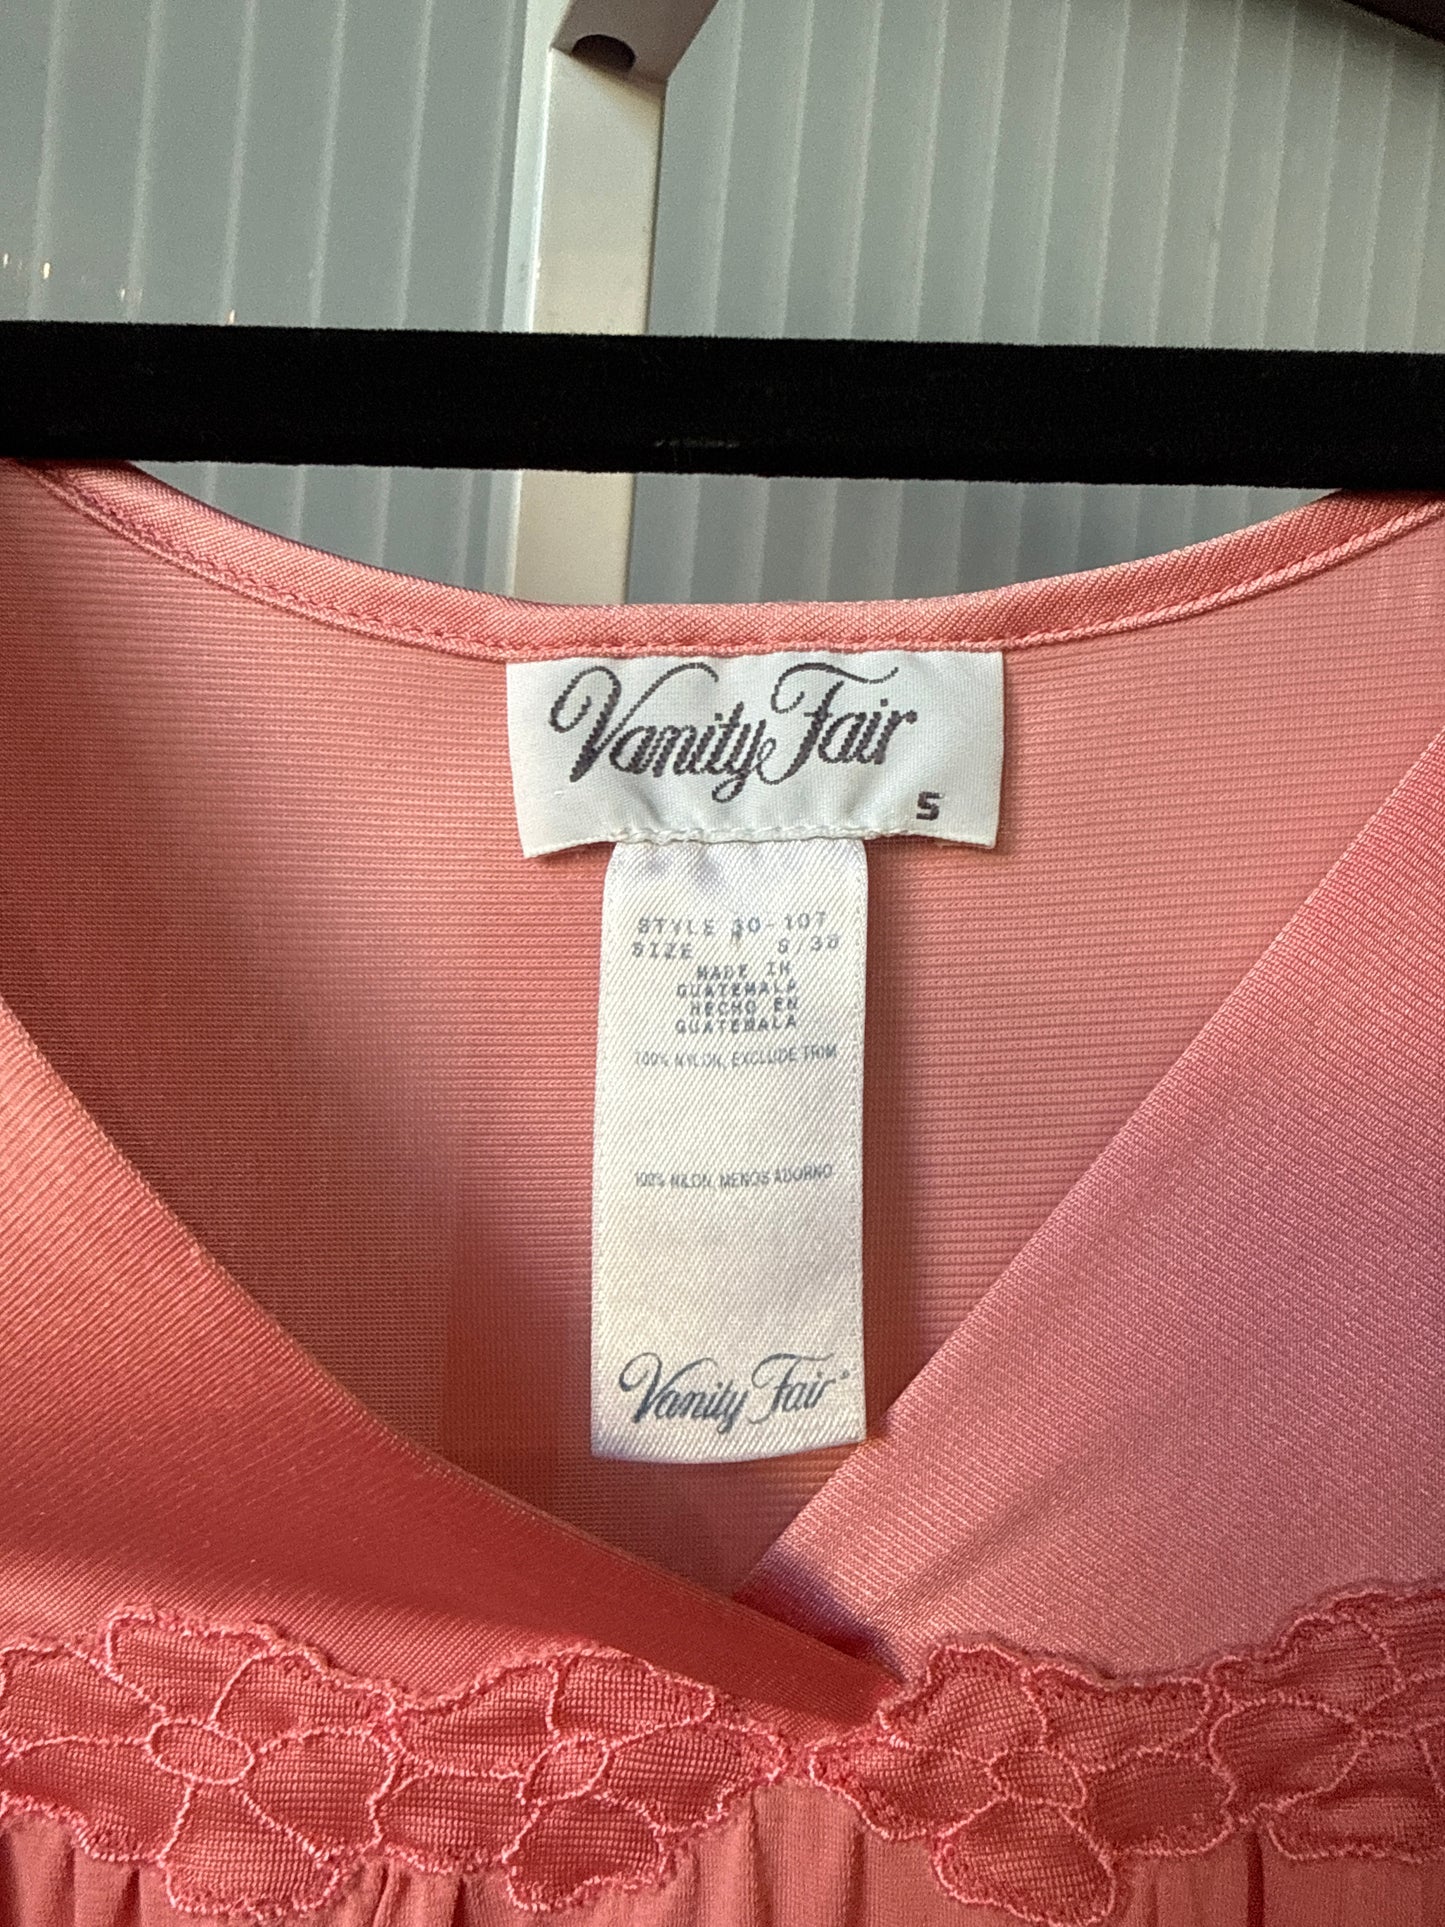 Vanity Fair
S
STYLE 30-107
SIZE S/36
MADE IN
GUATEMALA
HECHO EN
GUATEMALA
100% NYLON, EXCLUDE TRIM
100% NILON, MENOS ADORNO
Vanity Fair